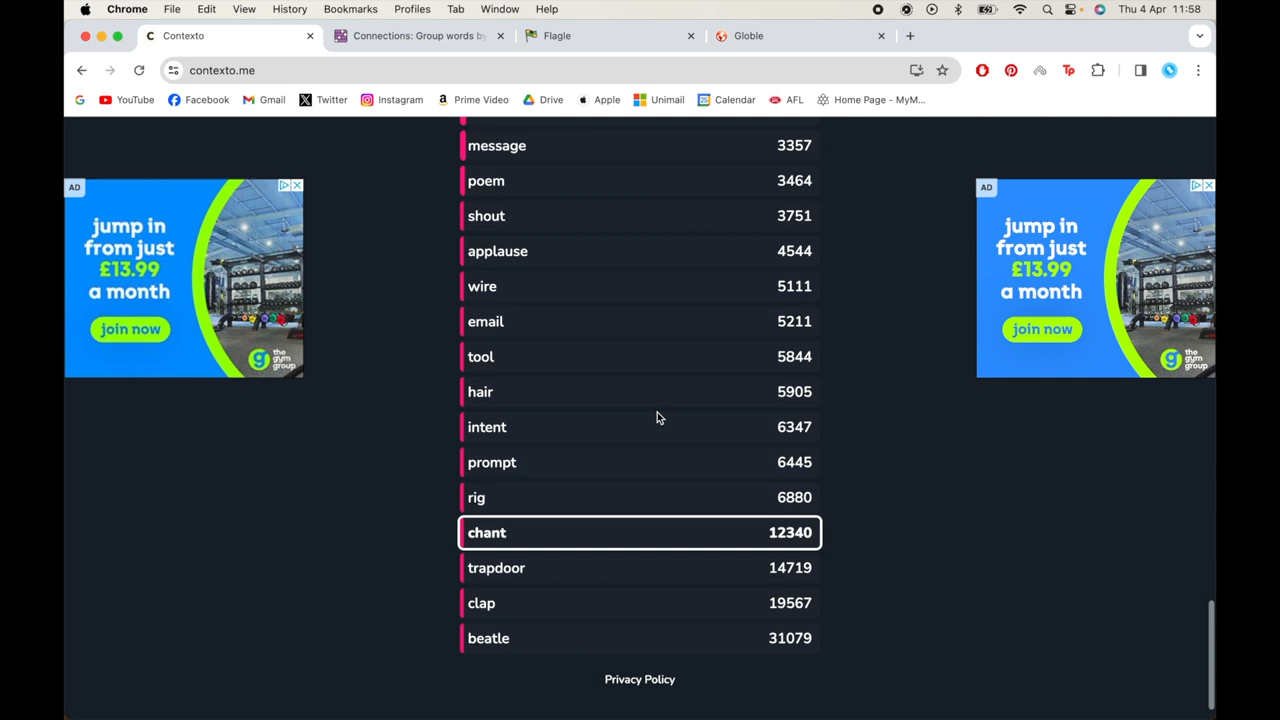 Chrome File Edit View History Bookmarks Profiles Tab Window Help Thu 4 Apr 11:58
Contexto Connections: Group words by Flagle Globle
contexto.me
YouTube Facebook Gmail Twitter Instagram Prime Video Drive Apple Unimail Calendar AFL Home Page - MyM...
message 3357
poem 3464
shout 3751
applause 4544
wire 5111
email 5211
tool 5844
hair 5905
intent 6347
prompt 6445
rig 6880
chant 12340
trapdoor 14719
clap 19567
beatle 31079
Privacy Policy
AD
jump in
from just
£13.99
a month
join now
the
gym
group
AD
jump in
from just
£13.99
a month
join now
the
gym
group